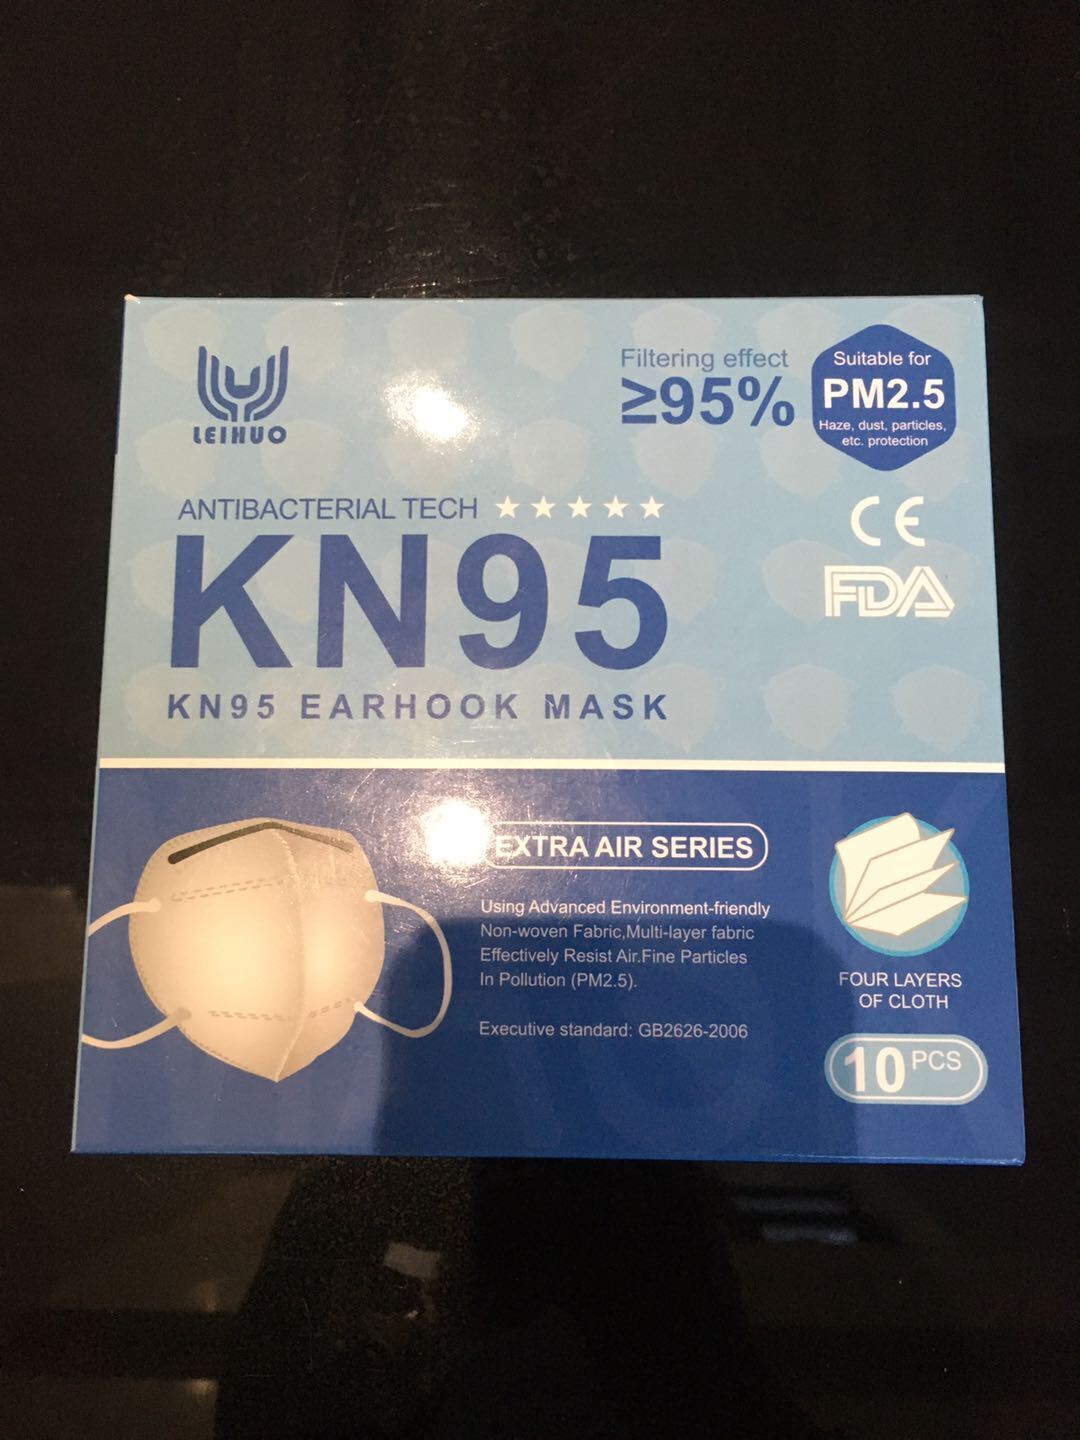 LEIHUO
Filtering effect
≥95%
Suitable for
PM2.5
Haze, dust, particles,
etc. protection
ANTIBACTERIAL TECH
KN95
KN95 EARHOOK MASK
CE
FDA
EXTRA AIR SERIES
Using Advanced Environment-friendly
Non-woven Fabric,Multi-layer fabric
Effectively Resist Air.Fine Particles
In Pollution (PM2.5).
Executive standard: GB2626-2006
FOUR LAYERS
OF CLOTH
10 PCS